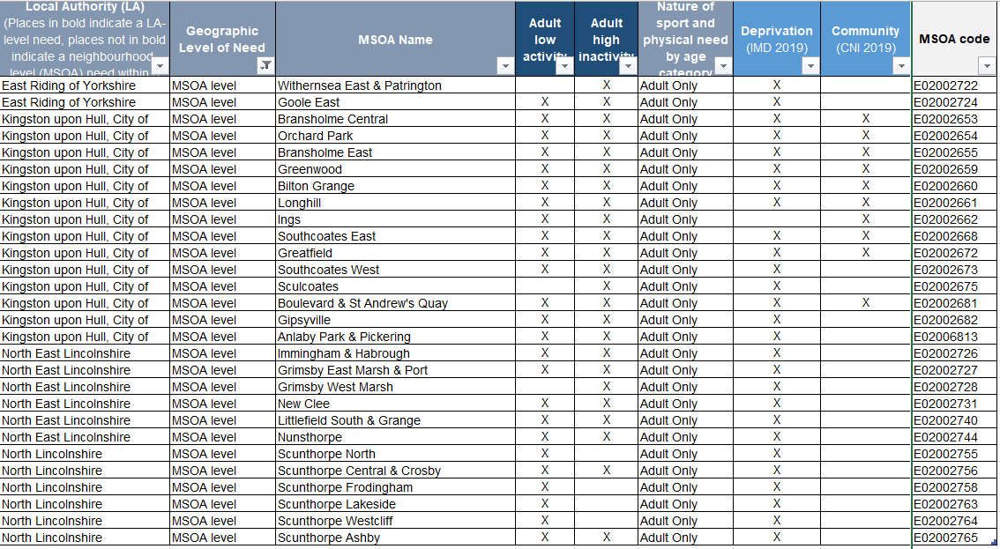 Local Authority (LA)
(Places in bold indicate a LA-
level need, places not in bold
indicate a neighbourhood
level (MSOA) need within
Geographic
Level of Need
MSOA Name
Adult
low
activity
Adult
high
inactivity
Nature of
sport and
physical need
by age
category
Deprivation
(IMD 2019)
Community
(CNI 2019)
MSOA code
East Riding of Yorkshire MSOA level Withernsea East & Patrington X Adult Only X E02002722
East Riding of Yorkshire MSOA level Goole East X X Adult Only X E02002724
Kingston upon Hull, City of MSOA level Bransholme Central X X Adult Only X X E02002653
Kingston upon Hull, City of MSOA level Orchard Park X X Adult Only X X E02002654
Kingston upon Hull, City of MSOA level Bransholme East X X Adult Only X X E02002655
Kingston upon Hull, City of MSOA level Greenwood X X Adult Only X X E02002659
Kingston upon Hull, City of MSOA level Bilton Grange X X Adult Only X X E02002660
Kingston upon Hull, City of MSOA level Longhill X X Adult Only X X E02002661
Kingston upon Hull, City of MSOA level Ings X X Adult Only X E02002662
Kingston upon Hull, City of MSOA level Southcoates East X X Adult Only X X E02002668
Kingston upon Hull, City of MSOA level Greatfield X X Adult Only X X E02002672
Kingston upon Hull, City of MSOA level Southcoates West X X Adult Only X E02002673
Kingston upon Hull, City of MSOA level Sculcoates X Adult Only X E02002675
Kingston upon Hull, City of MSOA level Boulevard & St Andrew's Quay X X Adult Only X X E02002681
Kingston upon Hull, City of MSOA level Gipsyville X X Adult Only X E02002682
Kingston upon Hull, City of MSOA level Anlaby Park & Pickering X X Adult Only X E02006813
North East Lincolnshire MSOA level Immingham & Habrough X X Adult Only X E02002726
North East Lincolnshire MSOA level Grimsby East Marsh & Port X X Adult Only X E02002727
North East Lincolnshire MSOA level Grimsby West Marsh X Adult Only X E02002728
North East Lincolnshire MSOA level New Clee X X Adult Only X E02002731
North East Lincolnshire MSOA level Littlefield South & Grange X X Adult Only X E02002740
North East Lincolnshire MSOA level Nunsthorpe X X Adult Only X E02002744
North Lincolnshire MSOA level Scunthorpe North X Adult Only X E02002755
North Lincolnshire MSOA level Scunthorpe Central & Crosby X X Adult Only X E02002756
North Lincolnshire MSOA level Scunthorpe Frodingham X Adult Only X E02002758
North Lincolnshire MSOA level Scunthorpe Lakeside X Adult Only X E02002763
North Lincolnshire MSOA level Scunthorpe Westcliff X Adult Only X E02002764
North Lincolnshire MSOA level Scunthorpe Ashby X X Adult Only X E02002765